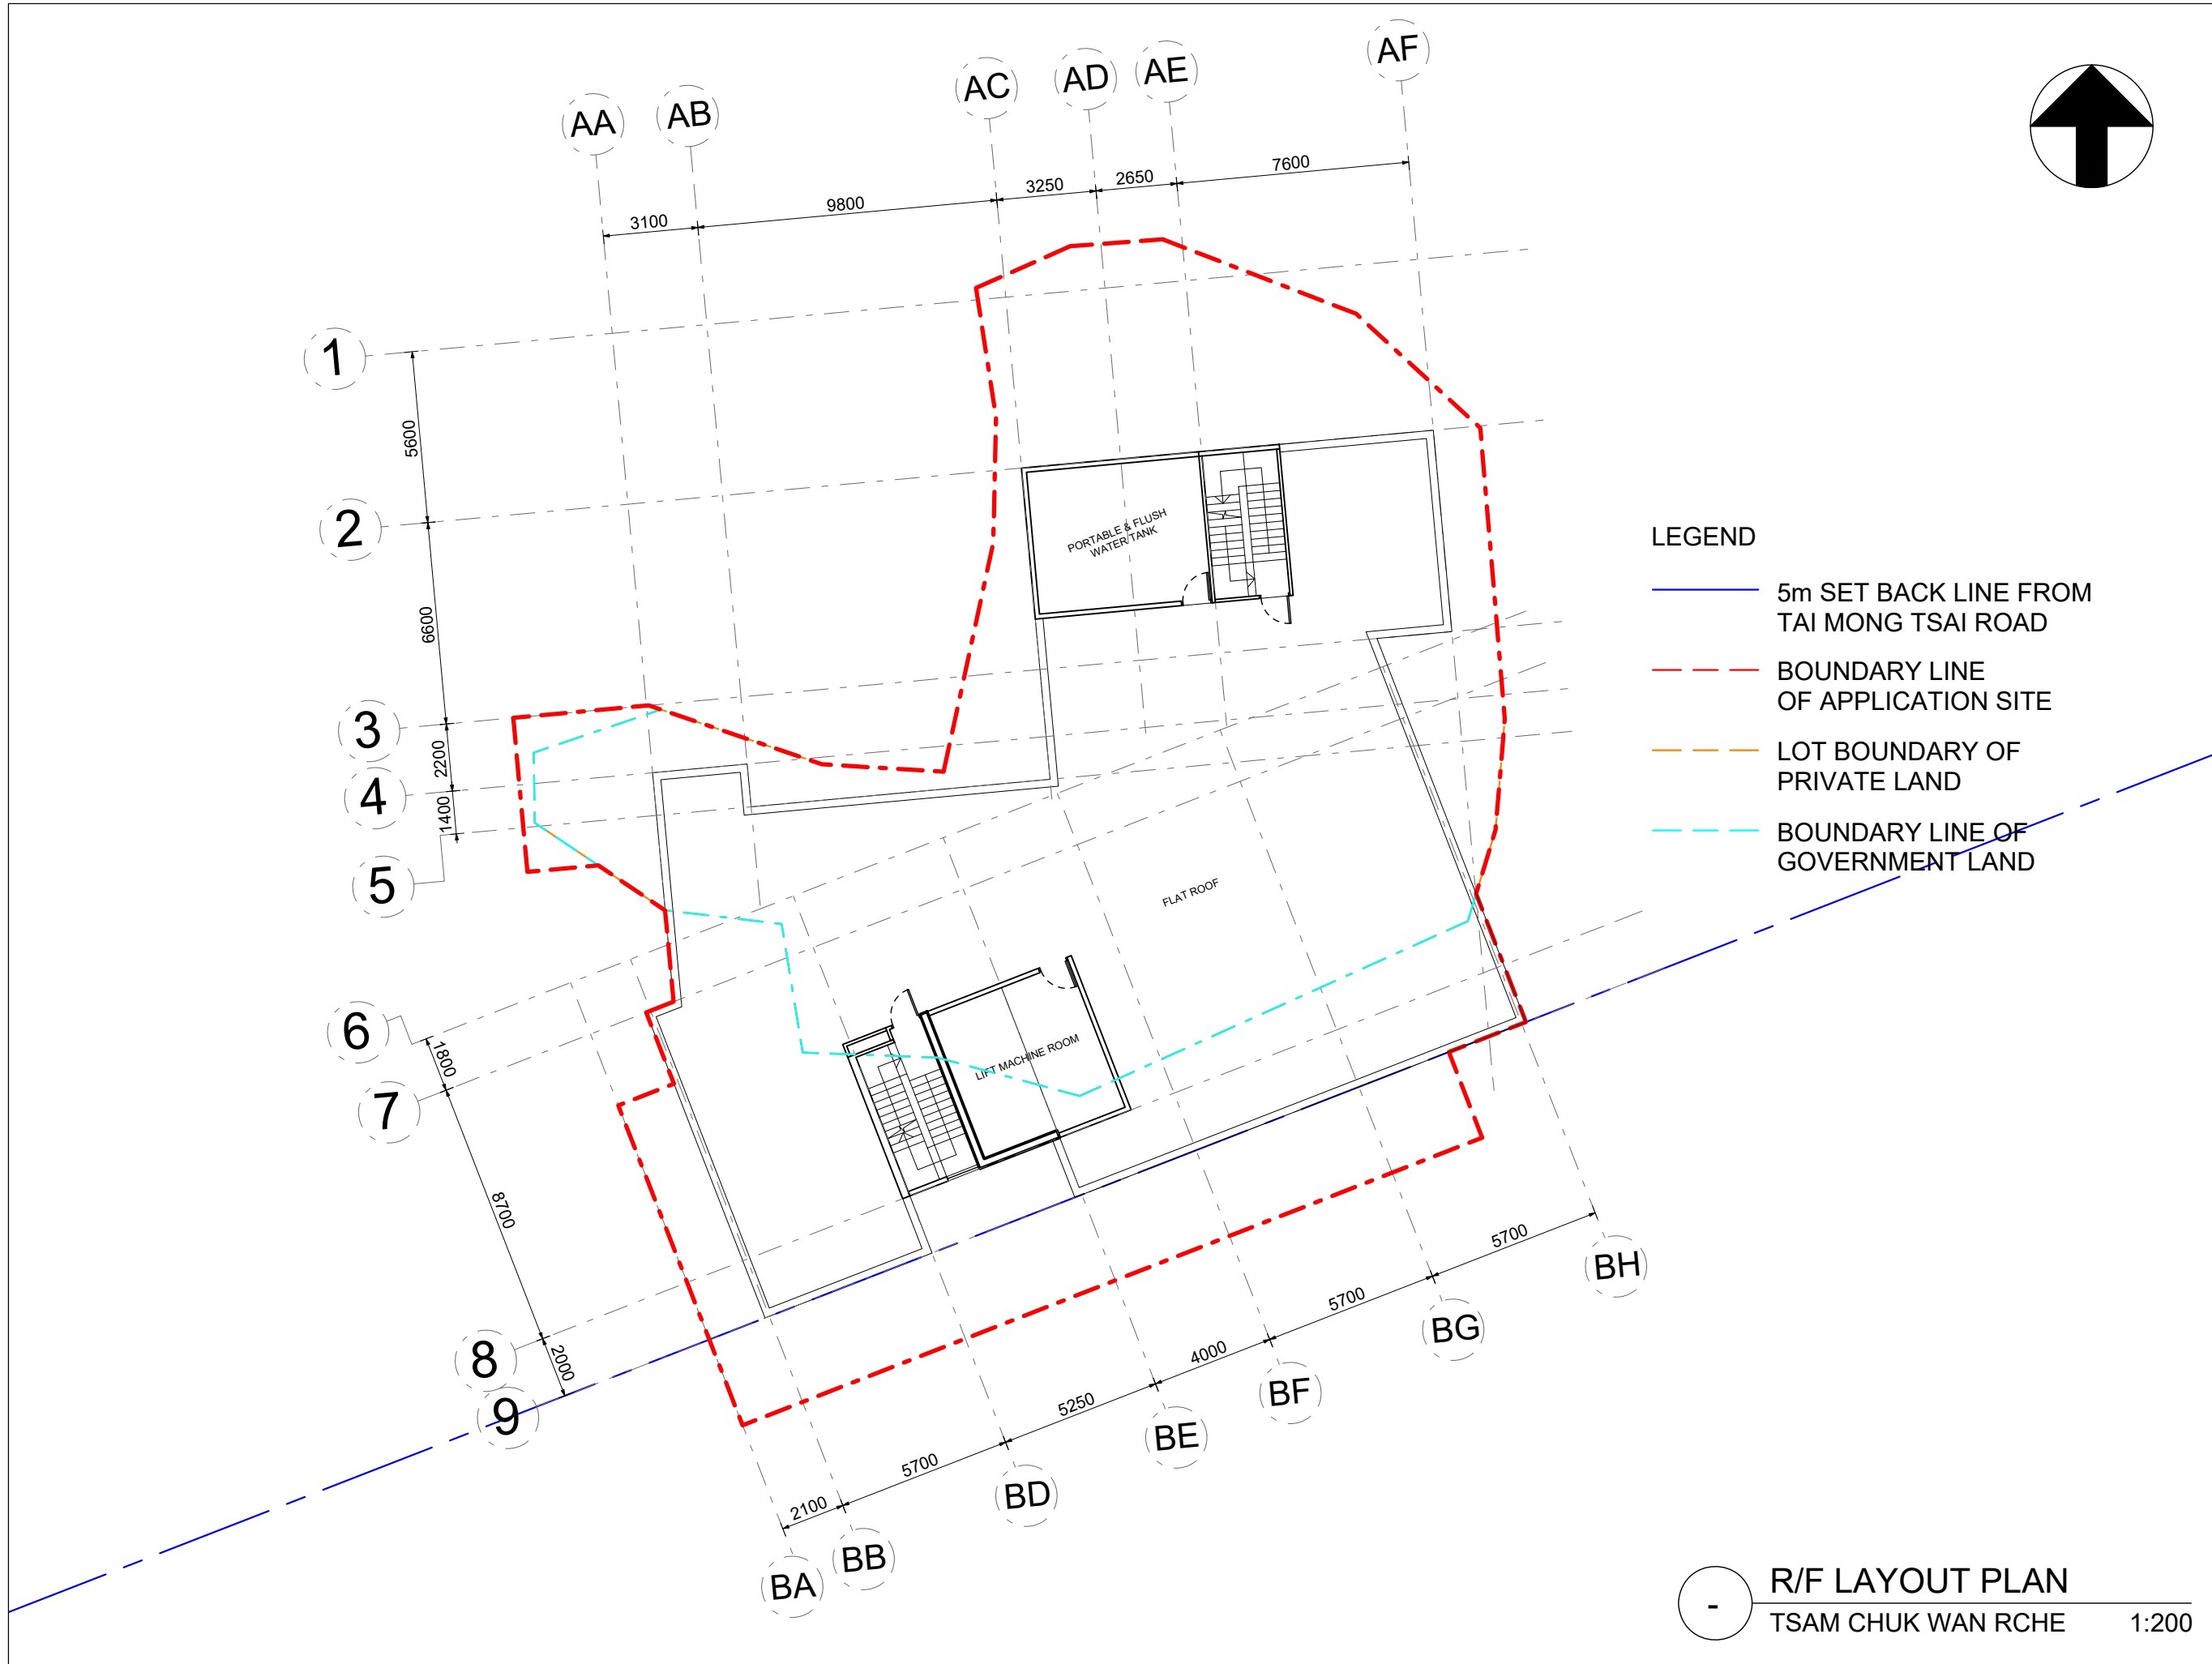 AA
AB
AC
AD
AE
AF
3100
9800
3250
2650
7600
1
2
3
4
5
6
7
8
9
5600
6600
2200
1400
1800
8700
2000
PORTABLE & FLUSH
WATER TANK
FLAT ROOF
LIFT MACHINE ROOM
LEGEND
5m SET BACK LINE FROM
TAI MONG TSAI ROAD
BOUNDARY LINE
OF APPLICATION SITE
LOT BOUNDARY OF
PRIVATE LAND
BOUNDARY LINE OF
GOVERNMENT LAND
2100
5700
5250
4000
5700
5700
BA
BB
BD
BE
BF
BG
BH
-
R/F LAYOUT PLAN
TSAM CHUK WAN RCHE 1:200